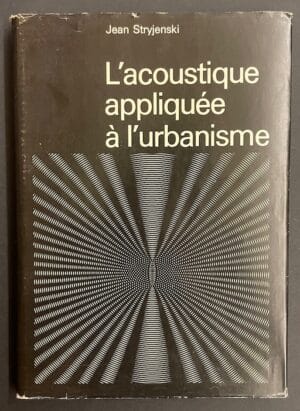 Jean Stryjenski
L'acoustique
appliquée
à l'urbanisme